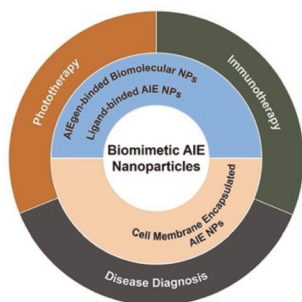 Phototherapy
Immunotherapy
AIEgen-binded Biomolecular NPs
Ligand-binded AIE NPs
Biomimetic AIE
Nanoparticles
Cell Membrane Encapsulated
AIE NPs
Disease Diagnosis